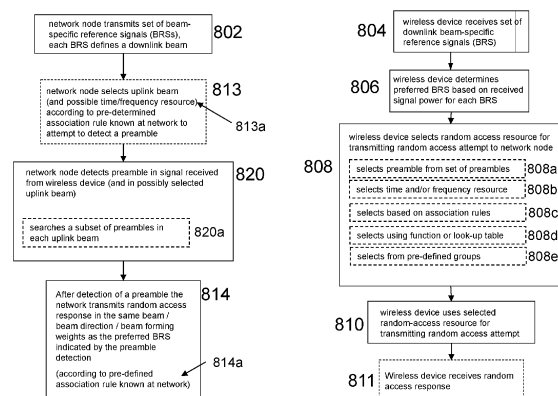 network node transmits set of beam-
specific reference signals (BRSs),
each BRS defines a downlink beam
802
network node selects uplink beam
(and possible time/frequency resource)
according to pre-determined
association rule known at network to
attempt to detect a preamble
813
813a
820
network node detects preamble in signal received
from wireless device (and in possibly selected
uplink beam)
820a
searches a subset of preambles in
each uplink beam
After detection of a preamble the
network transmits random access
response in the same beam /
beam direction / beam forming
weights as the preferred BRS
indicated by the preamble
detection
(according to pre-defined
association rule known at network)
814
814a
804
wireless device receives set of
downlink beam-specific
reference signals (BRS)
806
wireless device determines
preferred BRS based on received
signal power for each BRS
808
wireless device selects random access resource for
transmitting random access attempt to network node
selects preamble from set of preambles
808a
selects time and/or frequency resource
808b
selects based on association rules
808c
selects using function or look-up table
808d
selects from pre-defined groups
808e
810
wireless device uses selected
random-access resource for
transmitting random access attempt
811
Wireless device receives random
access response